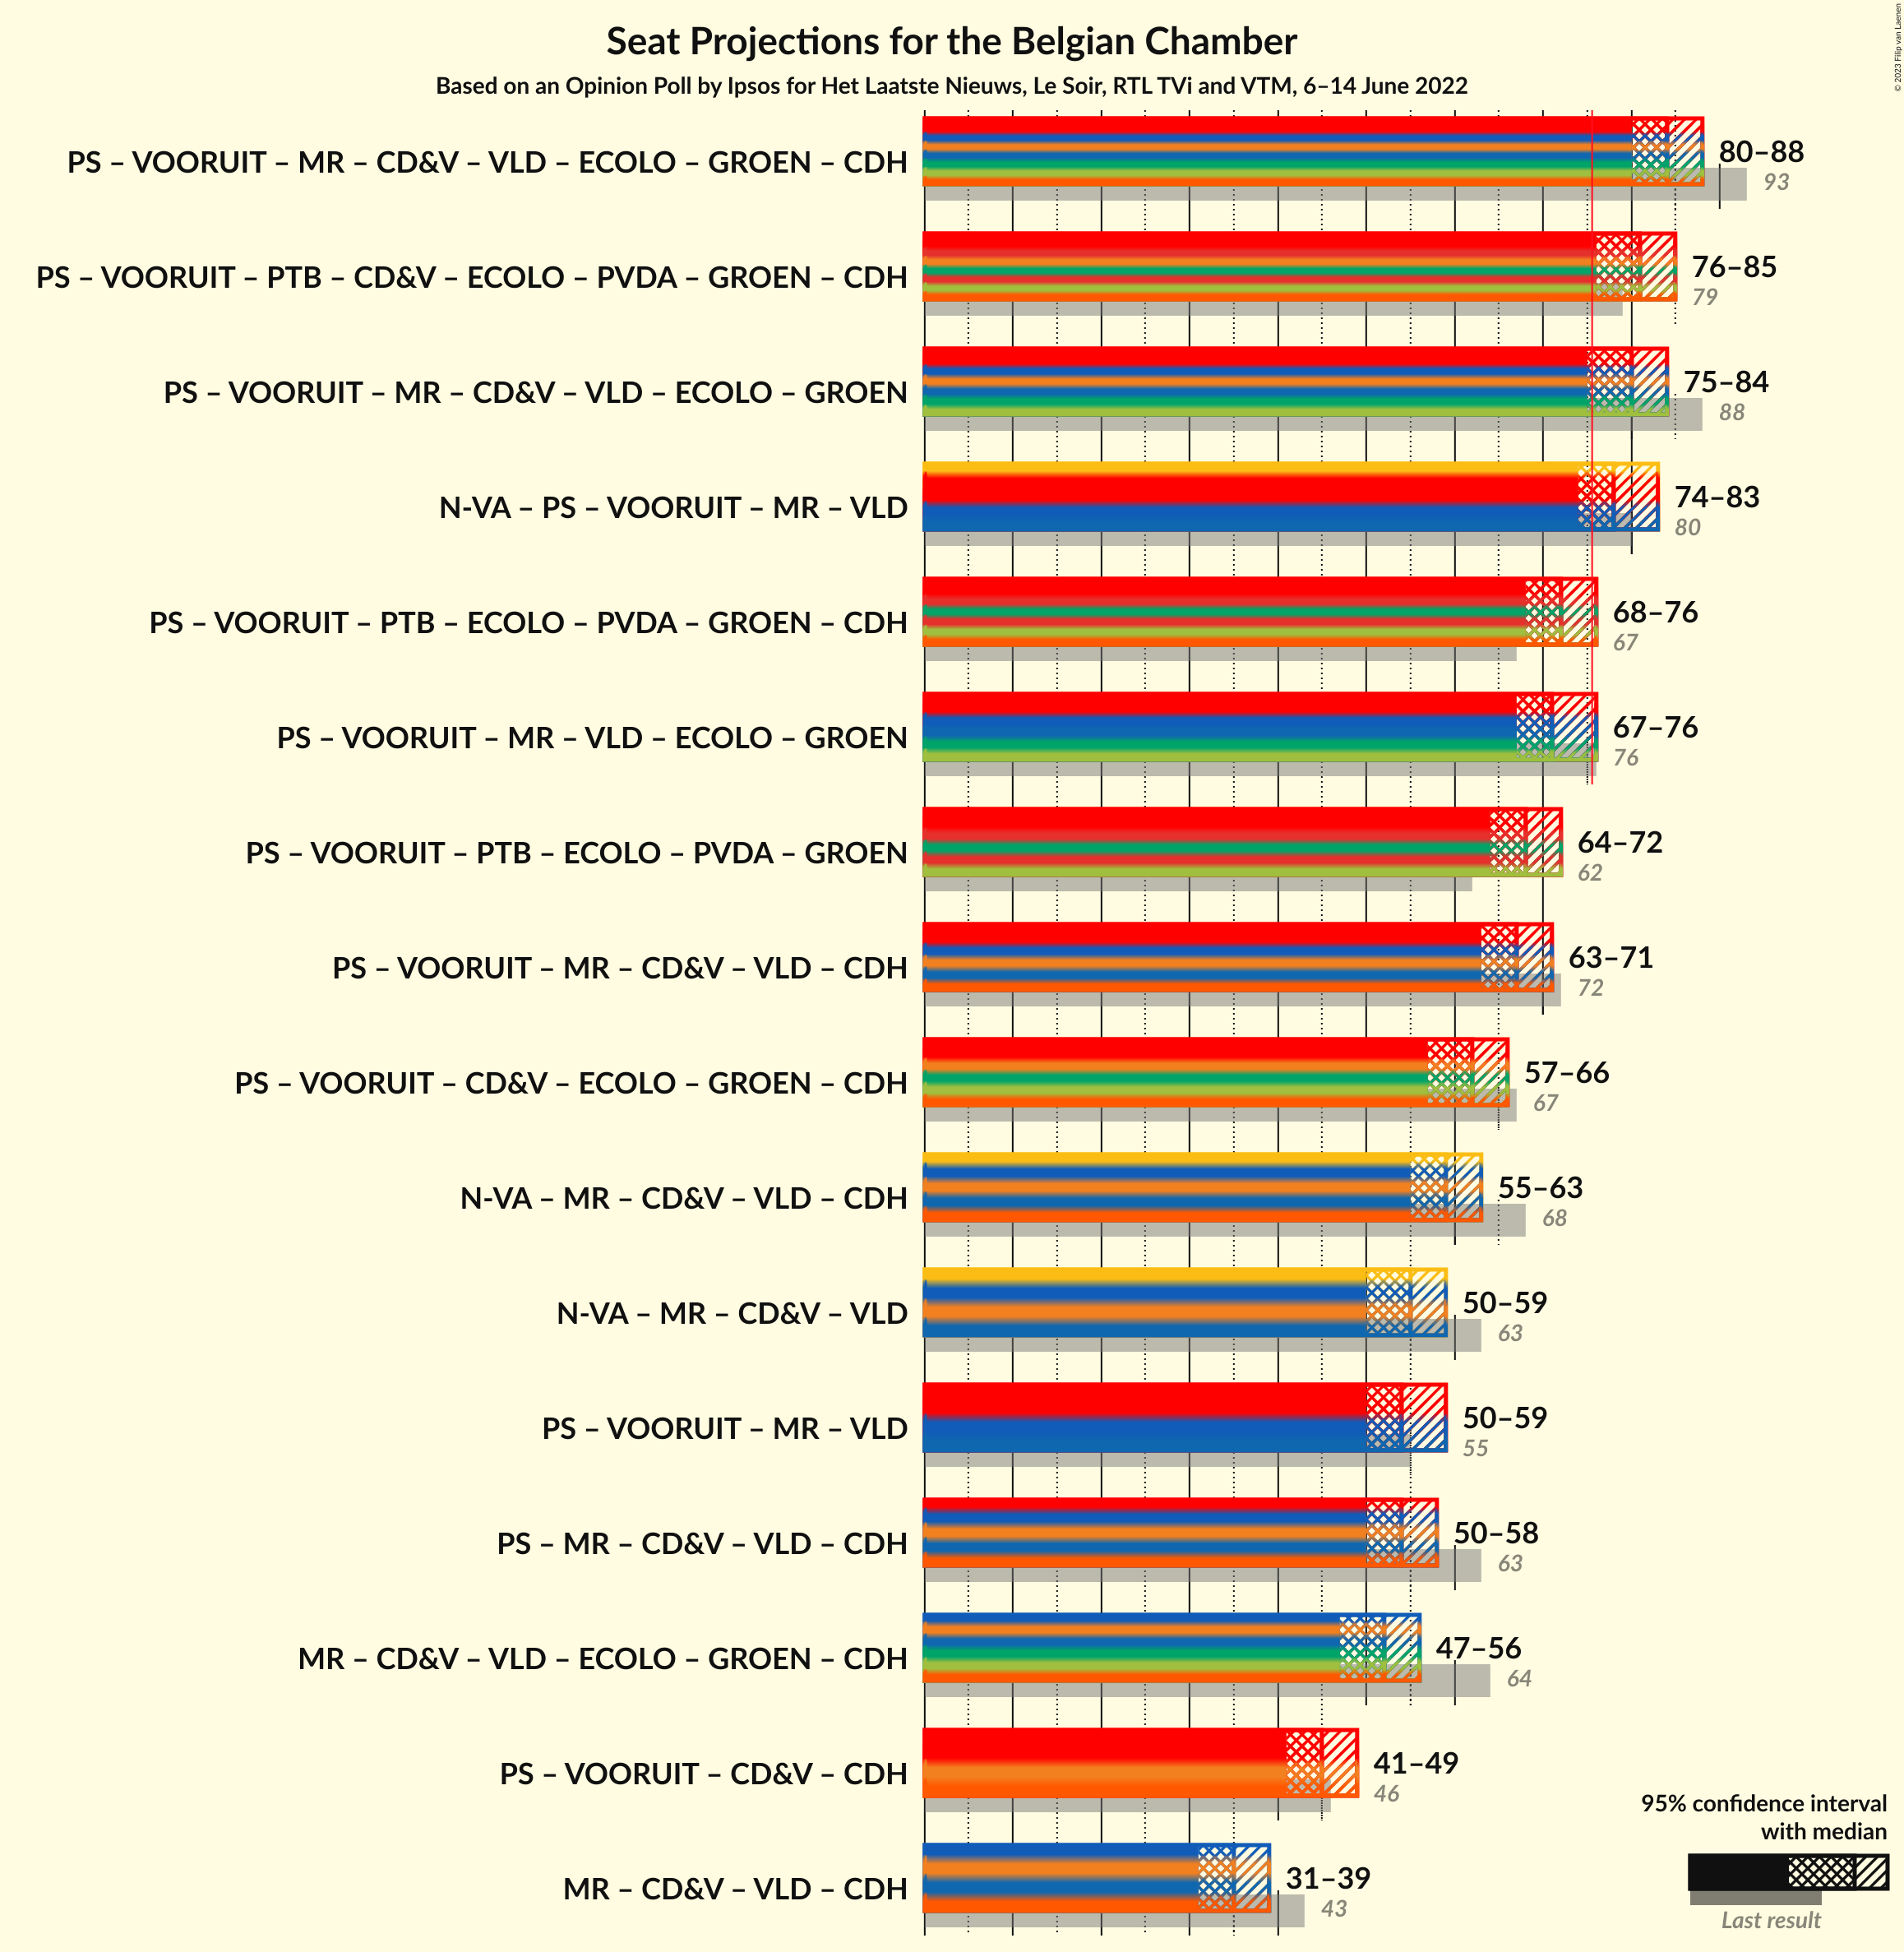 Seat Projections for the Belgian Chamber
Based on an Opinion Poll by Ipsos for Het Laatste Nieuws, Le Soir, RTL TVi and VTM, 6–14 June 2022
© 2023 Filip van Laenen
PS – VOORUIT – MR – CD&V – VLD – ECOLO – GROEN – CDH
80–88
93
PS – VOORUIT – PTB – CD&V – ECOLO – PVDA – GROEN – CDH
76–85
79
PS – VOORUIT – MR – CD&V – VLD – ECOLO – GROEN
75–84
88
N-VA – PS – VOORUIT – MR – VLD
74–83
80
PS – VOORUIT – PTB – ECOLO – PVDA – GROEN – CDH
68–76
67
PS – VOORUIT – MR – VLD – ECOLO – GROEN
67–76
76
PS – VOORUIT – PTB – ECOLO – PVDA – GROEN
64–72
62
PS – VOORUIT – MR – CD&V – VLD – CDH
63–71
72
PS – VOORUIT – CD&V – ECOLO – GROEN – CDH
57–66
67
N-VA – MR – CD&V – VLD – CDH
55–63
68
N-VA – MR – CD&V – VLD
50–59
63
PS – VOORUIT – MR – VLD
50–59
55
PS – MR – CD&V – VLD – CDH
50–58
63
MR – CD&V – VLD – ECOLO – GROEN – CDH
47–56
64
PS – VOORUIT – CD&V – CDH
41–49
46
MR – CD&V – VLD – CDH
31–39
43
95% confidence interval
with median
Last result